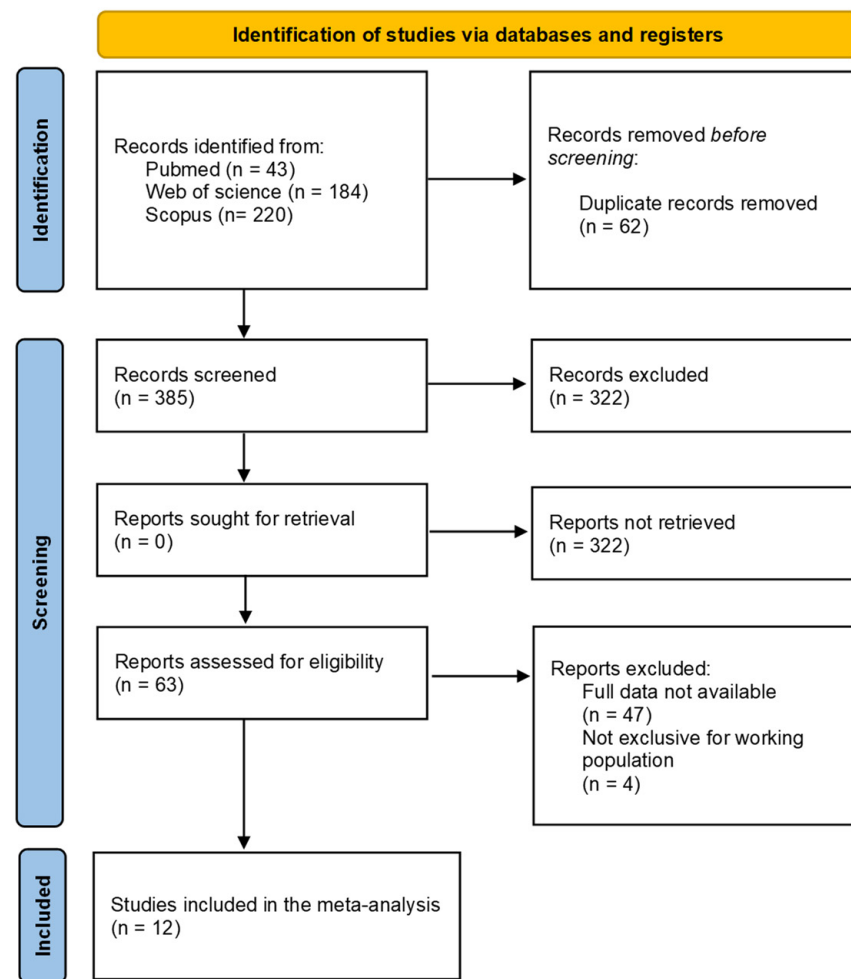 Identification of studies via databases and registers
Identification
Records identified from:
Pubmed (n = 43)
Web of science (n = 184)
Scopus (n= 220)
Records removed before
screening:
Duplicate records removed
(n = 62)
Screening
Records screened
(n = 385)
Records excluded
(n = 322)
Reports sought for retrieval
(n = 0)
Reports not retrieved
(n = 322)
Reports assessed for eligibility
(n = 63)
Reports excluded:
Full data not available
(n = 47)
Not exclusive for working
population
(n = 4)
Included
Studies included in the meta-analysis
(n = 12)